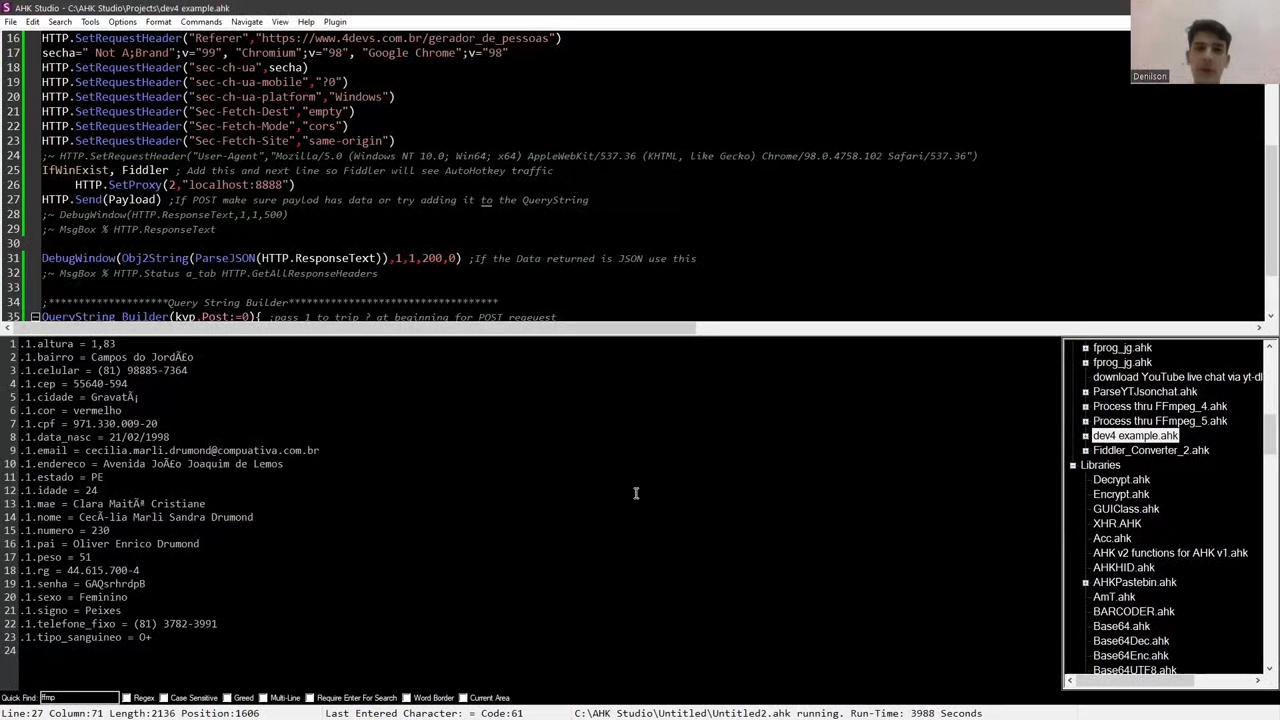 AHK Studio - C:\AHK Studio\Projects\dev4 example.ahk
File Edit Search Tools Options Format Commands Navigate View Help Plugin
16 HTTP.SetRequestHeader("Referer","https://www.4devs.com.br/gerador_de_pessoas")
17 secha=" Not A;Brand";v="99", "Chromium";v="98", "Google Chrome";v="98"
18 HTTP.SetRequestHeader("sec-ch-ua",secha)
19 HTTP.SetRequestHeader("sec-ch-ua-mobile","?0")
20 HTTP.SetRequestHeader("sec-ch-ua-platform","Windows")
21 HTTP.SetRequestHeader("Sec-Fetch-Dest","empty")
22 HTTP.SetRequestHeader("Sec-Fetch-Mode","cors")
23 HTTP.SetRequestHeader("Sec-Fetch-Site","same-origin")
24 ;~ HTTP.SetRequestHeader("User-Agent","Mozilla/5.0 (Windows NT 10.0; Win64; x64) AppleWebKit/537.36 (KHTML, like Gecko) Chrome/98.0.4758.102 Safari/537.36")
25 IfWinExist, Fiddler ; Add this and next line so Fiddler will see AutoHotkey traffic
26 HTTP.SetProxy(2,"localhost:8888")
27 HTTP.Send(Payload) ;If POST make sure paylod has data or try adding it to the QueryString
28 ;~ DebugWindow(HTTP.ResponseText,1,1,500)
29 ;~ MsgBox % HTTP.ResponseText
30
31 DebugWindow(Obj2String(ParseJSON(HTTP.ResponseText)),1,1,200,0) ;If the Data returned is JSON use this
32 ;~ MsgBox % HTTP.Status a_tab HTTP.GetAllResponseHeaders
33
34 ;********************Query String Builder***********************************
35 QueryString_Builder(kvp,Post:=0){ ;pass 1 to trip ? at beginning for POST request
Denilson
1 .1.altura = 1,83
2 .1.bairro = Campos do JordÃ£o
3 .1.celular = (81) 98885-7364
4 .1.cep = 55640-594
5 .1.cidade = GravatÃ¡
6 .1.cor = vermelho
7 .1.cpf = 971.330.009-20
8 .1.data_nasc = 21/02/1998
9 .1.email = cecilia.marli.drumond@compuativa.com.br
10 .1.endereco = Avenida JoÃ£o Joaquim de Lemos
11 .1.estado = PE
12 .1.idade = 24
13 .1.mae = Clara MaitÃª Cristiane
14 .1.nome = CecÃ­lia Marli Sandra Drumond
15 .1.numero = 230
16 .1.pai = Oliver Enrico Drumond
17 .1.peso = 51
18 .1.rg = 44.615.700-4
19 .1.senha = GAQsrhrdpB
20 .1.sexo = Feminino
21 .1.signo = Peixes
22 .1.telefone_fixo = (81) 3782-3991
23 .1.tipo_sanguineo = O+
24
fprog_jg.ahk
fprog_jg.ahk
download YouTube live chat via yt-dl
ParseYTJsonchat.ahk
Process thru FFmpeg_4.ahk
Process thru FFmpeg_5.ahk
dev4 example.ahk
Fiddler_Converter_2.ahk
Libraries
Decrypt.ahk
Encrypt.ahk
GUIClass.ahk
XHR.AHK
Acc.ahk
AHK v2 functions for AHK v1.ahk
AHKHID.ahk
AHKPastebin.ahk
AmT.ahk
BARCODER.ahk
Base64.ahk
Base64Dec.ahk
Base64Enc.ahk
Base64UTF8.ahk
Quick Find: ffmp Regex Case Sensitive Greed Multi-Line Require Enter For Search Word Border Current Area
Line:27 Column:71 Length:2136 Position:1606 Last Entered Character: = Code:61 C:\AHK Studio\Untitled\Untitled2.ahk running. Run-Time: 3988 Seconds